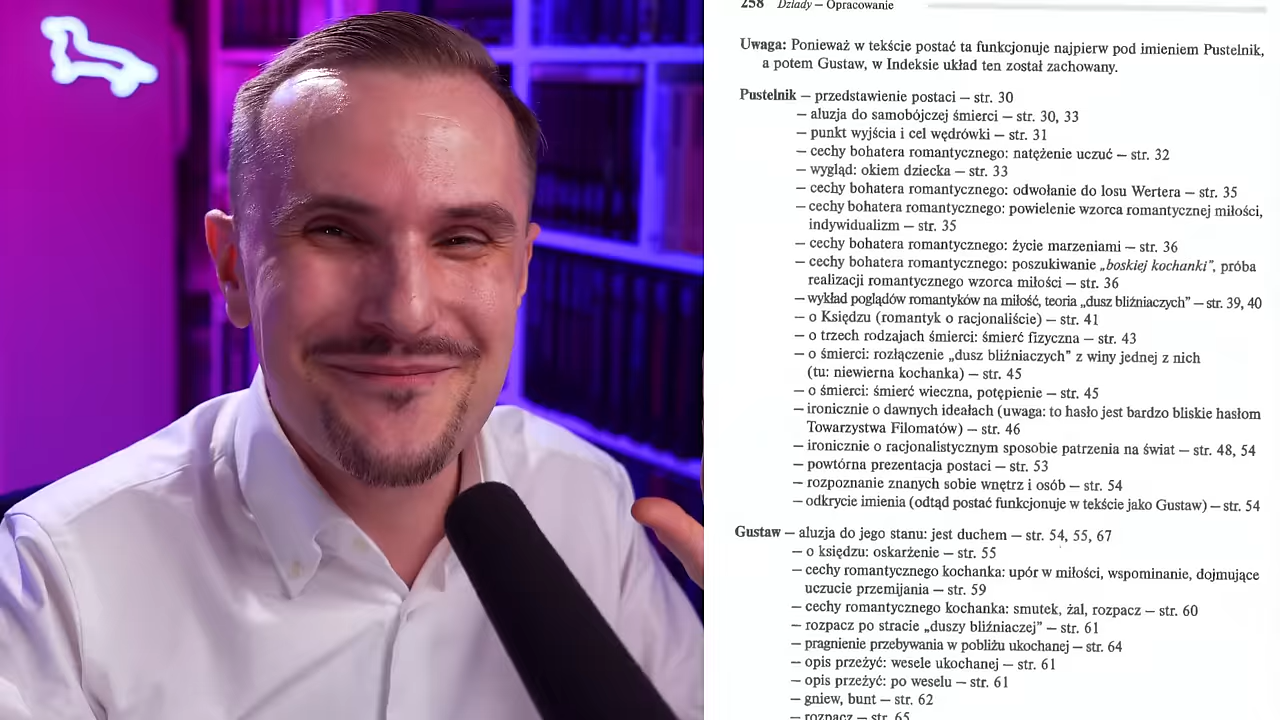 258 Dziady – Opracowanie
Uwaga: Ponieważ w tekście postać ta funkcjonuje najpierw pod imieniem Pustelnik,
a potem Gustaw, w Indeksie układ ten został zachowany.
Pustelnik – przedstawienie postaci – str. 30
– aluzja do samobójczej śmierci – str. 30, 33
– punkt wyjścia i cel wędrówki – str. 31
– cechy bohatera romantycznego: natężenie uczuć – str. 32
– wygląd: okiem dziecka – str. 33
– cechy bohatera romantycznego: odwołanie do losu Wertera – str. 35
– cechy bohatera romantycznego: powielenie wzorca romantycznej miłości,
indywidualizm – str. 35
– cechy bohatera romantycznego: życie marzeniami – str. 36
– cechy bohatera romantycznego: poszukiwanie „boskiej kochanki”, próba
realizacji romantycznego wzorca miłości – str. 36
– wykład poglądów romantyków na miłość, teoria „dusz bliźniaczych” – str. 39, 40
– o Księdzu (romantyk o racjonaliście) – str. 41
– o trzech rodzajach śmierci: śmierć fizyczna – str. 43
– o śmierci: rozłączenie „dusz bliźniaczych” z winy jednej z nich
(tu: niewierna kochanka) – str. 45
– o śmierci: śmierć wieczna, potępienie – str. 45
– ironicznie o dawnych ideałach (uwaga: to hasło jest bardzo bliskie hasłom
Towarzystwa Filomatów) – str. 46
– ironicznie o racjonalistycznym sposobie patrzenia na świat – str. 48, 54
– powtórna prezentacja postaci – str. 53
– rozpoznanie znanych sobie wnętrz i osób – str. 54
– odkrycie imienia (odtąd postać funkcjonuje w tekście jako Gustaw) – str. 54
Gustaw – aluzja do jego stanu: jest duchem – str. 54, 55, 67
– o księdzu: oskarżenie – str. 55
– cechy romantycznego kochanka: upór w miłości, wspominanie, dojmujące
uczucie przemijania – str. 59
– cechy romantycznego kochanka: smutek, żal, rozpacz – str. 60
– rozpacz po stracie „duszy bliźniaczej” – str. 61
– pragnienie przebywania w pobliżu ukochanej – str. 64
– opis przeżyć: wesele ukochanej – str. 61
– opis przeżyć: po weselu – str. 61
– gniew, bunt – str. 62
– rozpacz – str. 65